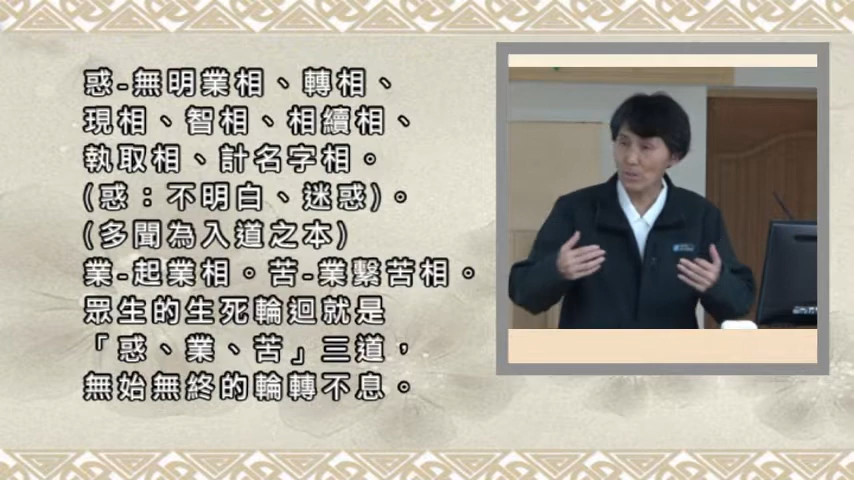 惑-無明業相、轉相、
現相、智相、相續相、
執取相、計名字相。
(惑：不明白、迷惑)。
(多聞為入道之本)
業-起業相。苦-業繫苦相。
眾生的生死輪迴就是
「惑、業、苦」三道，
無始無終的輪轉不息。